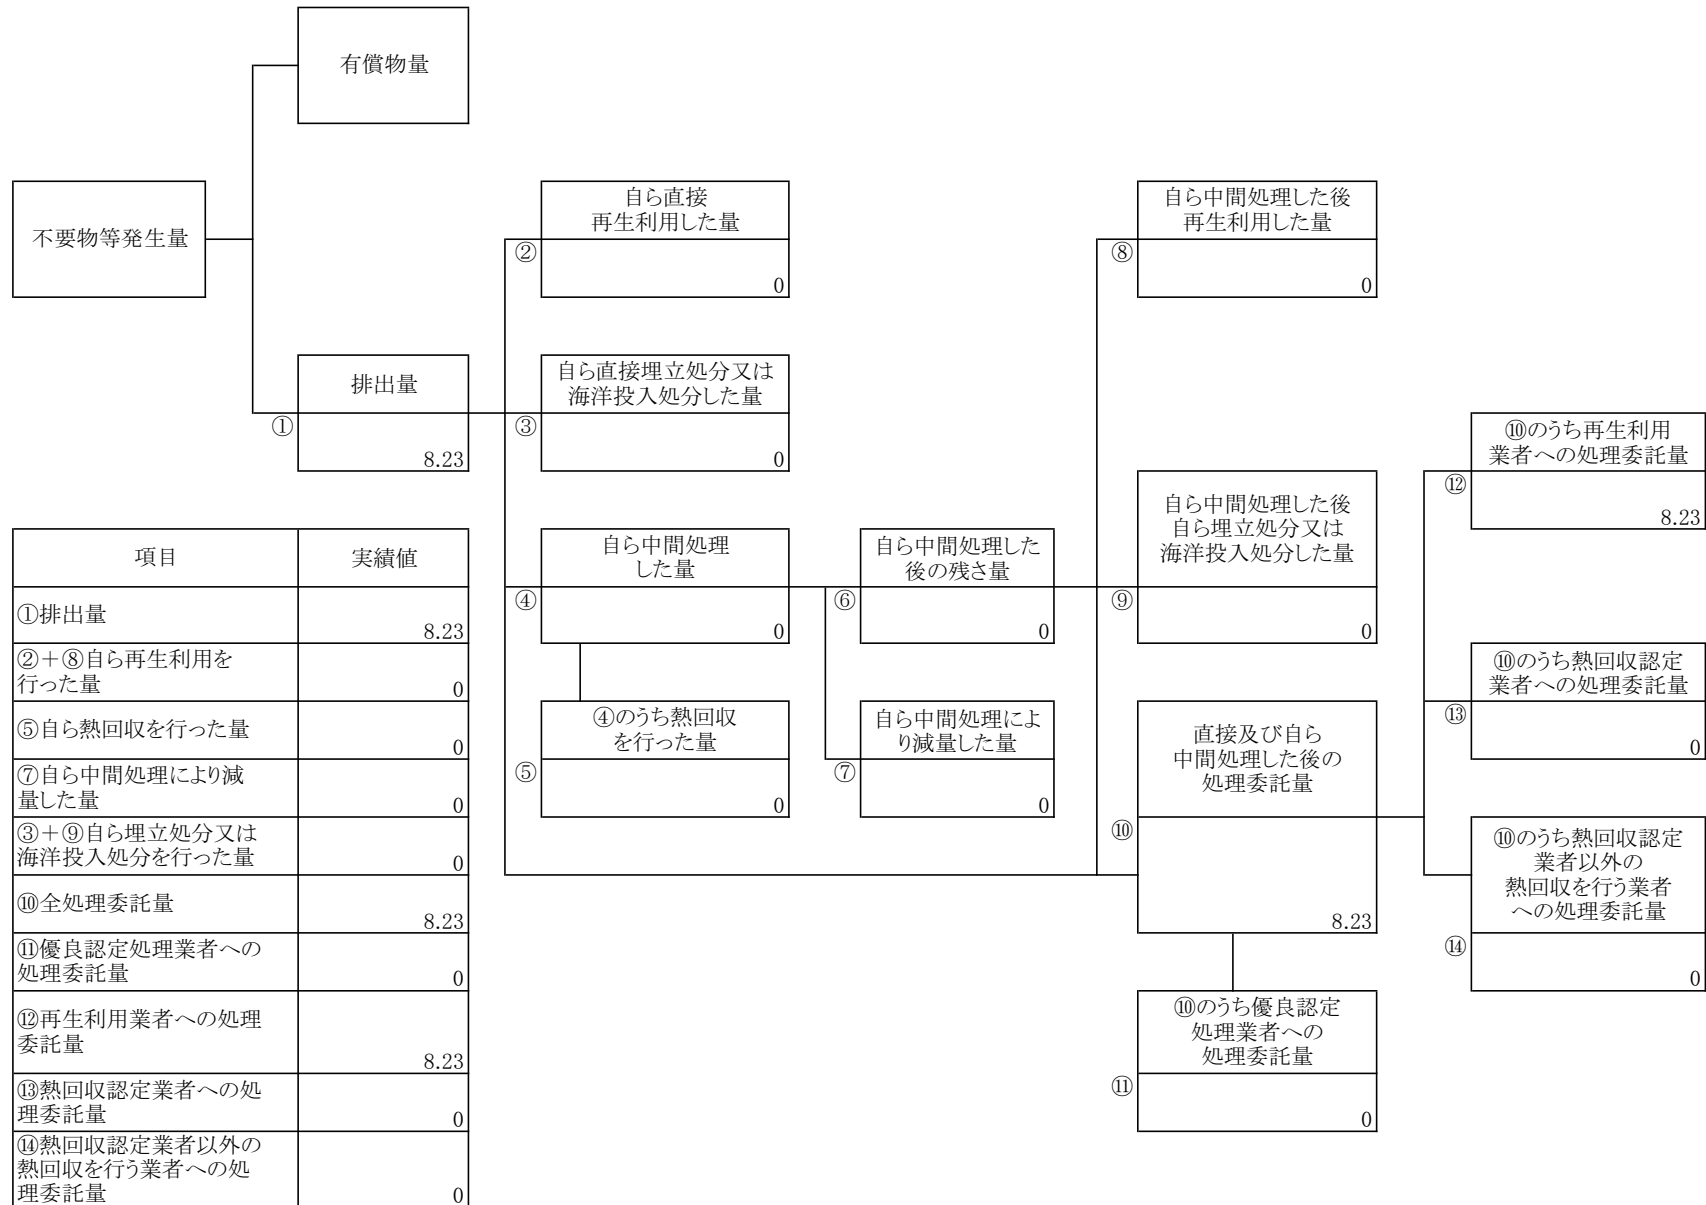 有償物量
不要物等発生量
自ら直接
再生利用した量
②
0
自ら中間処理した後
再生利用した量
⑧
0
排出量
①
8.23
自ら直接埋立処分又は
海洋投入処分した量
③
0
⑩のうち再生利用
業者への処理委託量
⑫
8.23
自ら中間処理
した量
④
0
自ら中間処理した
後の残さ量
⑥
0
自ら中間処理した後
自ら埋立処分又は
海洋投入処分した量
⑨
0
⑩のうち熱回収認定
業者への処理委託量
⑬
0
④のうち熱回収
を行った量
⑤
0
自ら中間処理によ
り減量した量
⑦
0
直接及び自ら
中間処理した後の
処理委託量
⑩
8.23
⑩のうち熱回収認定
業者以外の
熱回収を行う業者
への処理委託量
⑭
0
⑩のうち優良認定
処理業者への
処理委託量
⑪
0
項目 実績値
①排出量
8.23
②＋⑧自ら再生利用を
行った量 0
⑤自ら熱回収を行った量
0
⑦自ら中間処理により減
量した量 0
③＋⑨自ら埋立処分又は
海洋投入処分を行った量 0
⑩全処理委託量
8.23
⑪優良認定処理業者への
処理委託量 0
⑫再生利用業者への処理
委託量
8.23
⑬熱回収認定業者への処
理委託量 0
⑭熱回収認定業者以外の
熱回収を行う業者への処
理委託量 0